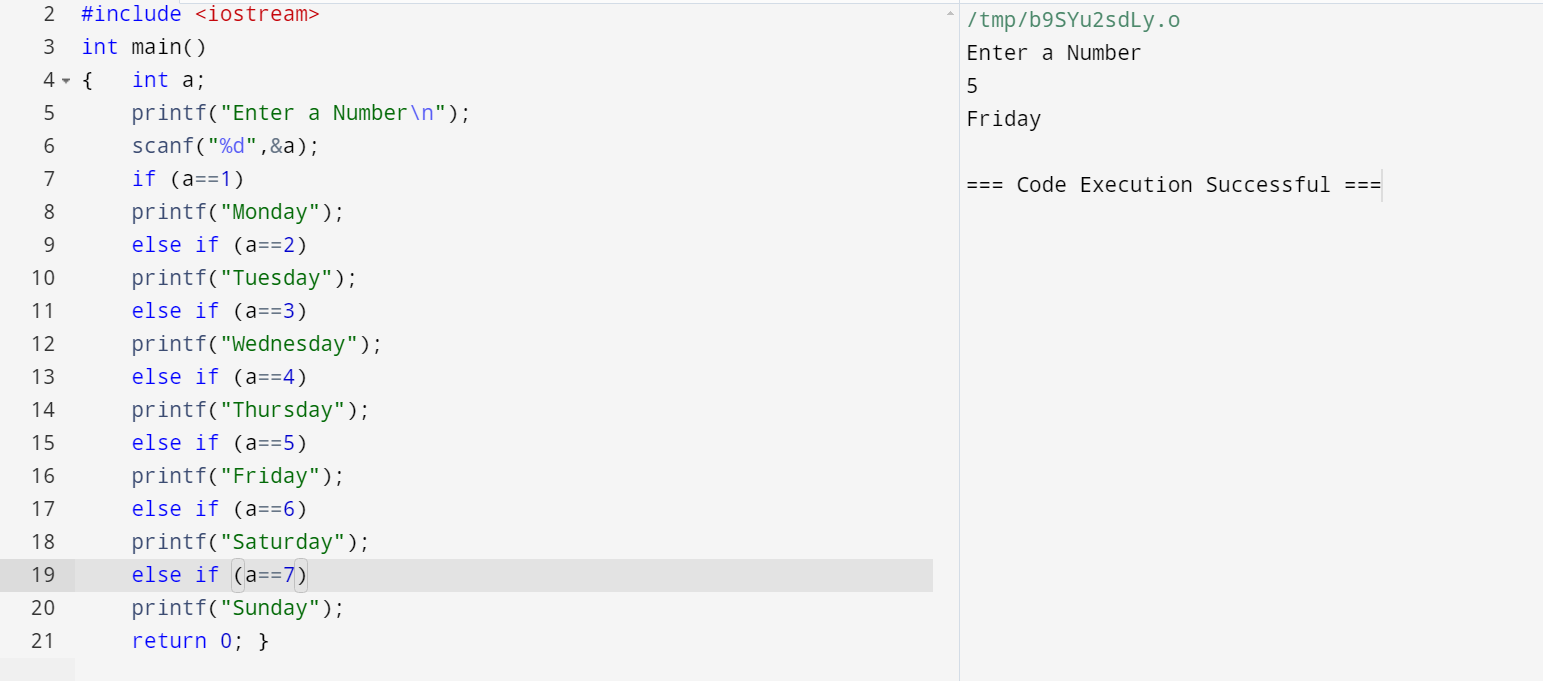 2 #include <iostream>
3 int main()
4 { int a;
5 printf("Enter a Number\n");
6 scanf("%d",&a);
7 if (a==1)
8 printf("Monday");
9 else if (a==2)
10 printf("Tuesday");
11 else if (a==3)
12 printf("Wednesday");
13 else if (a==4)
14 printf("Thursday");
15 else if (a==5)
16 printf("Friday");
17 else if (a==6)
18 printf("Saturday");
19 else if (a==7)
20 printf("Sunday");
21 return 0; }
/tmp/b9SYu2sdLy.o
Enter a Number
5
Friday
=== Code Execution Successful ===